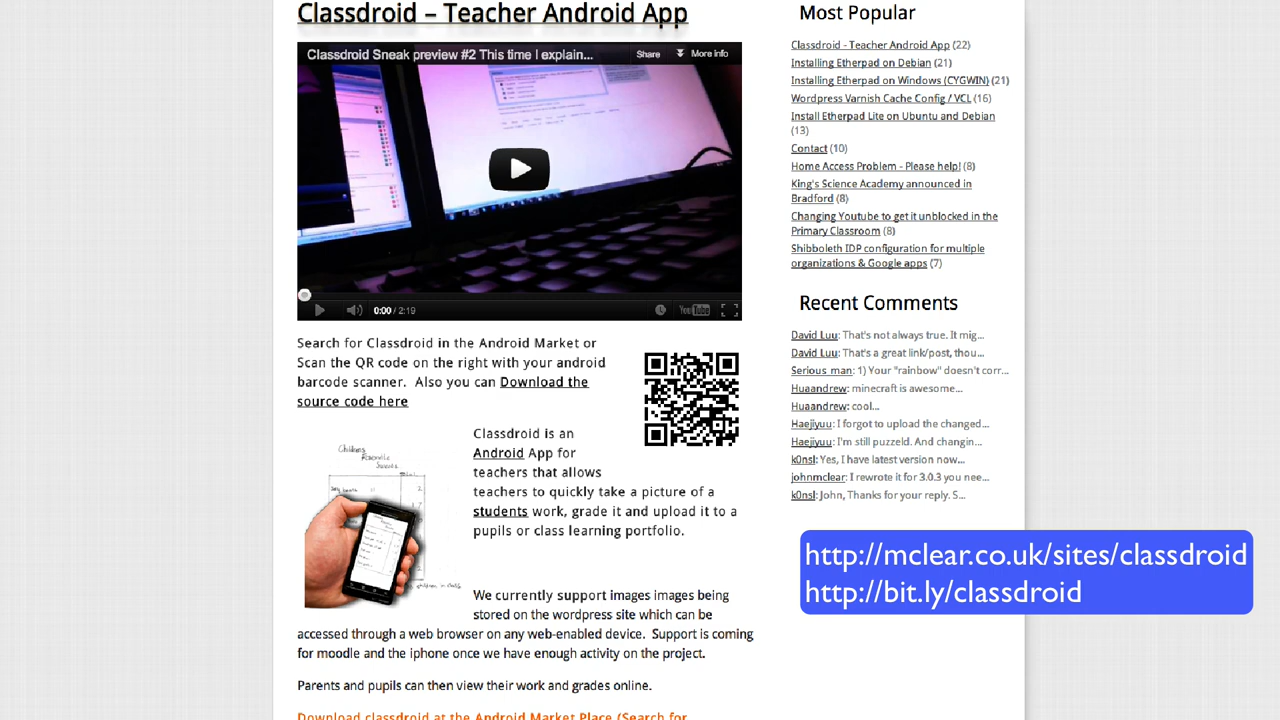 Classdroid – Teacher Android App
Classdroid Sneak preview #2 This time I explain...
Share
More info
0:00 / 2:19
YouTube
Search for Classdroid in the Android Market or
Scan the QR code on the right with your android
barcode scanner. Also you can Download the
source code here
Childrens
Favourite
Classdroid is an
Android App for
teachers that allows
teachers to quickly take a picture of a
students work, grade it and upload it to a
pupils or class learning portfolio.
We currently support images images being
stored on the wordpress site which can be
accessed through a web browser on any web-enabled device. Support is coming
for moodle and the iphone once we have enough activity on the project.
Parents and pupils can then view their work and grades online.
Download classdroid at the Android Market Place (Search for
Most Popular
Classdroid - Teacher Android App (22)
Installing Etherpad on Debian (21)
Installing Etherpad on Windows (CYGWIN) (21)
Wordpress Varnish Cache Config / VCL (16)
Install Etherpad Lite on Ubuntu and Debian
(13)
Contact (10)
Home Access Problem - Please help! (8)
King's Science Academy announced in
Bradford (8)
Changing Youtube to get it unblocked in the
Primary Classroom (8)
Shibboleth IDP configuration for multiple
organizations & Google apps (7)
Recent Comments
David Luu: That's not always true. It mig...
David Luu: That's a great link/post, thou...
Serious man: 1) Your "rainbow" doesn't corr...
Huaandrew: minecraft is awesome...
Huaandrew: cool...
Haejiyuu: I forgot to upload the changed...
Haejiyuu: I'm still puzzeld. And changin...
k0nsl: Yes, I have latest version now...
johnmclear: I rewrote it for 3.0.3 you nee...
k0nsl: John, Thanks for your reply. S...
http://mclear.co.uk/sites/classdroid
http://bit.ly/classdroid